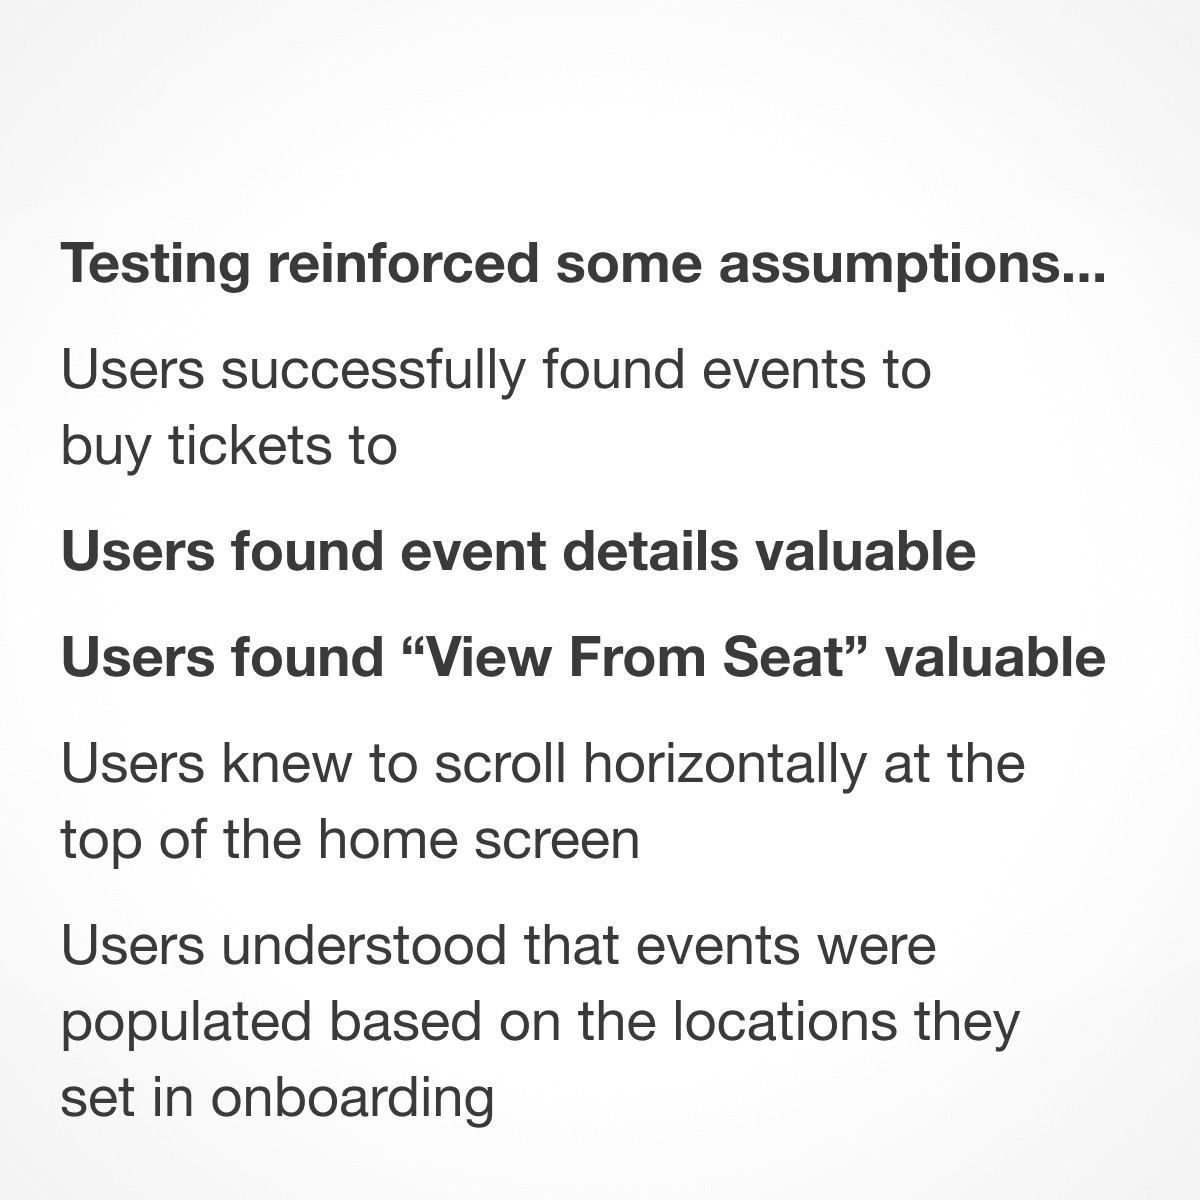 Testing reinforced some assumptions...
Users successfully found events to
buy tickets to
Users found event details valuable
Users found “View From Seat” valuable
Users knew to scroll horizontally at the
top of the home screen
Users understood that events were
populated based on the locations they
set in onboarding